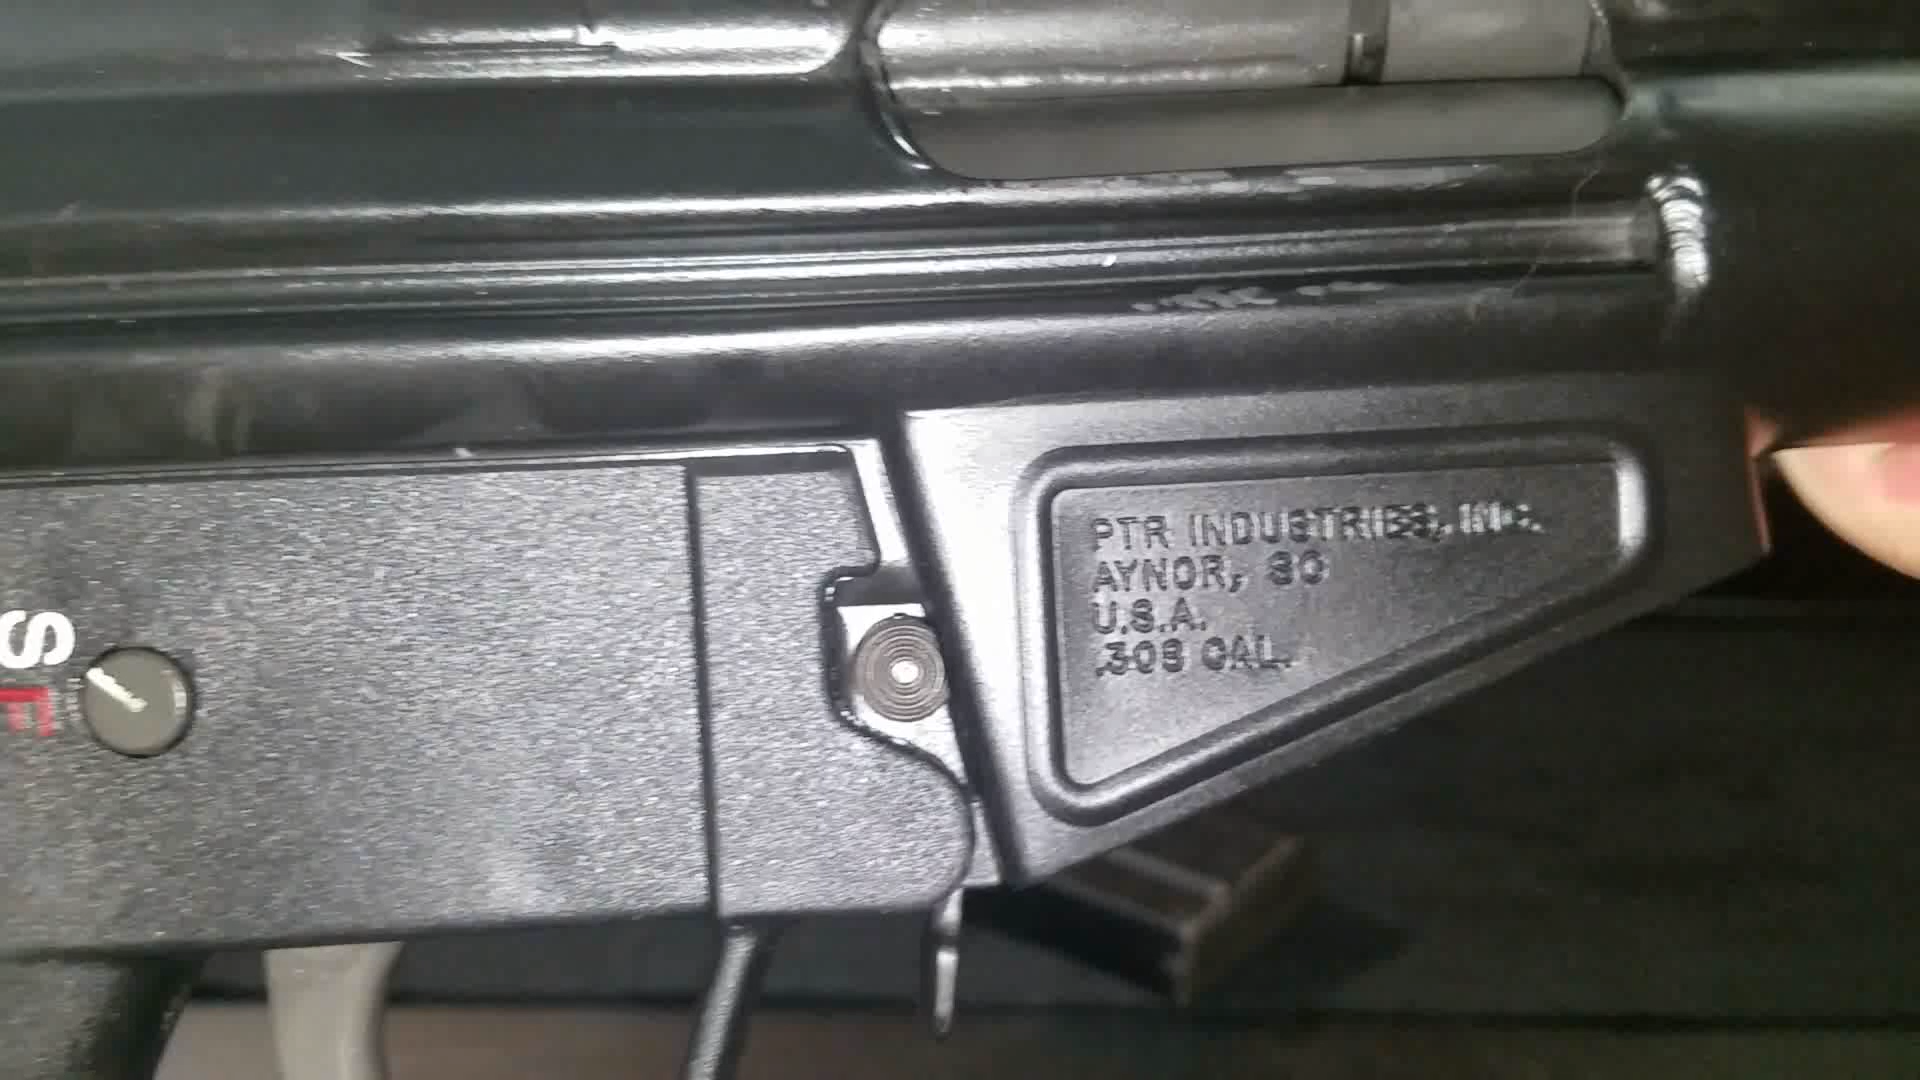 PTR INDUSTRIES, INC.
AYNOR, SC
U.S.A.
.308 CAL.
S
F